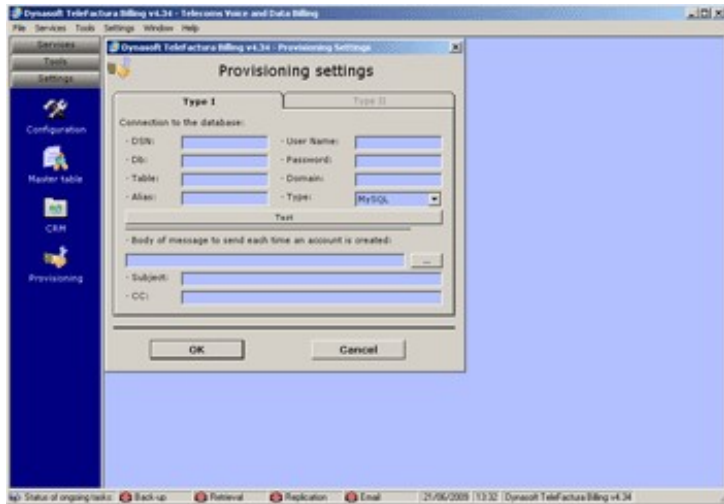 Dynasoft TeleFactura Billing v4.34 - Telecoms Voice and Data Billing
File Services Tools Settings Window Help
Services
Tools
Settings
Configuration
Master table
CRM
Provisioning
Dynasoft TeleFactura Billing v4.34 - Provisioning Settings
Provisioning settings
Type I Type II
Connection to the database:
- DSN: - User Name:
- Db: - Password:
- Table: - Domain:
- Alias: - Type: MySQL
Test
- Body of message to send each time an account is created:
...
- Subject:
- CC:
OK Cancel
Status of ongoing tasks: Back-up Retrieval Replication Email 21/06/2009 13:32 Dynasoft TeleFactura Billing v4.34